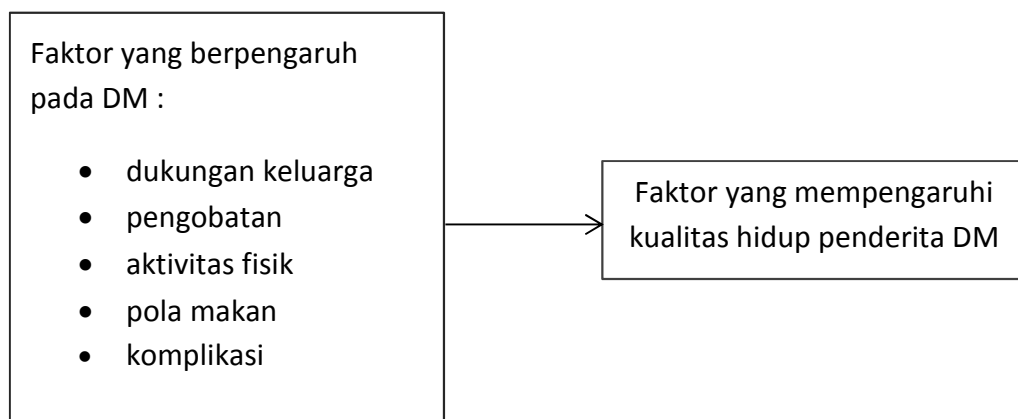 Faktor yang berpengaruh
pada DM :
• dukungan keluarga
• pengobatan
• aktivitas fisik
• pola makan
• komplikasi
Faktor yang mempengaruhi
kualitas hidup penderita DM